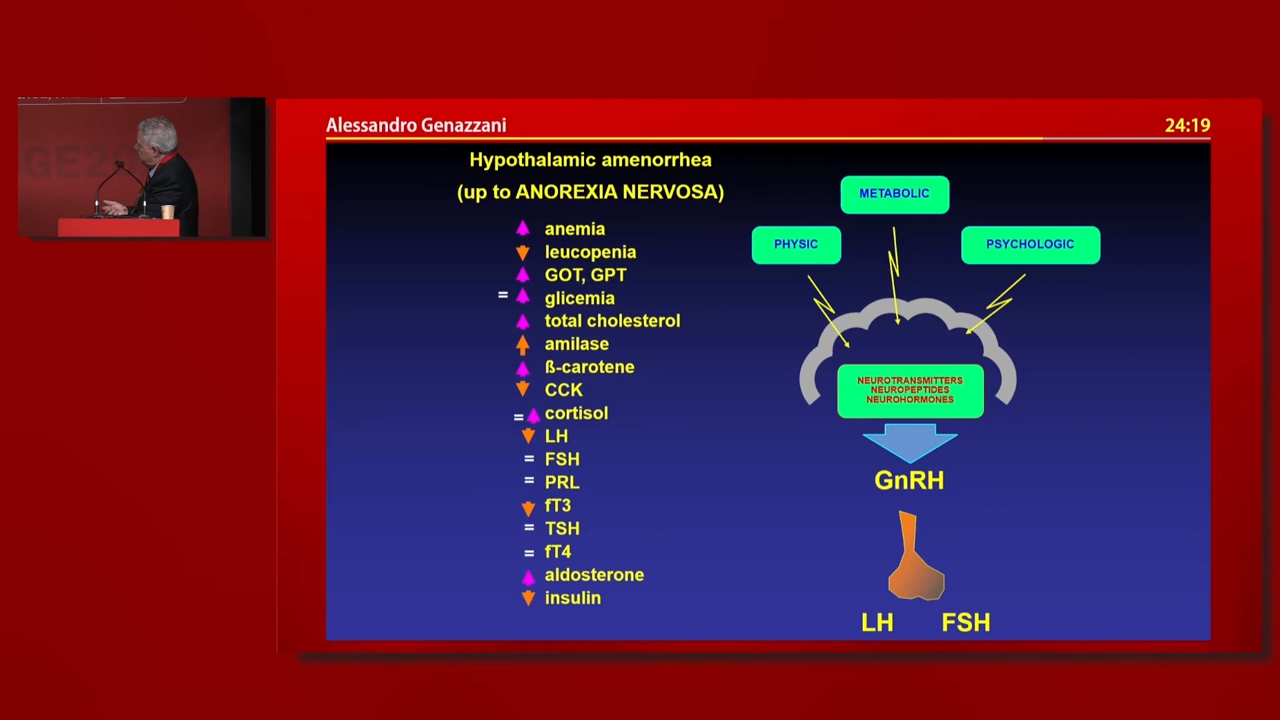 GE2
Alessandro Genazzani
24:19
Hypothalamic amenorrhea
(up to ANOREXIA NERVOSA)
anemia
leucopenia
GOT, GPT
= glicemia
total cholesterol
amilase
ß-carotene
CCK
= cortisol
LH
= FSH
= PRL
fT3
= TSH
= fT4
aldosterone
insulin
METABOLIC
PHYSIC
PSYCHOLOGIC
NEUROTRANSMITTERS
NEUROPEPTIDES
NEUROHORMONES
GnRH
LH FSH